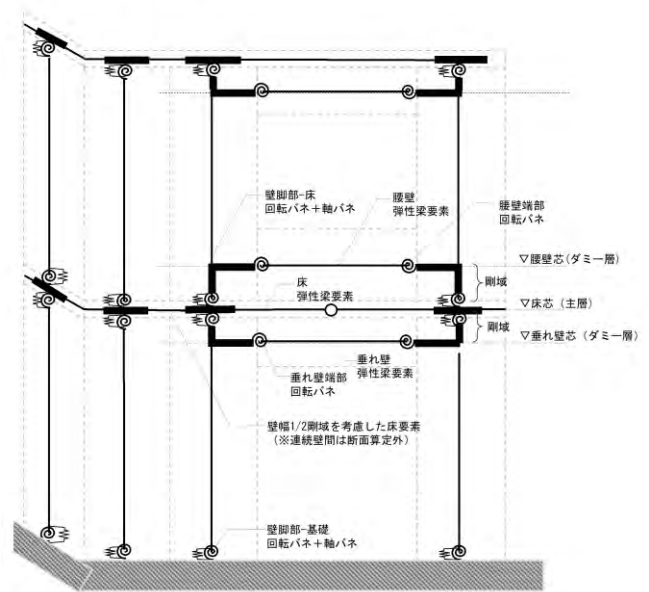 壁脚部-床
回転バネ+軸バネ
腰壁
弾性梁要素
腰壁端部
回転バネ
▽腰壁芯(ダミー層)
剛域
床
弾性梁要素
▽床芯(主層)
剛域
▽垂れ壁芯(ダミー層)
垂れ壁
弾性梁要素
垂れ壁端部
回転バネ
壁幅1/2剛域を考慮した床要素
(※連続壁間は断面算定外)
壁脚部-基礎
回転バネ+軸バネ